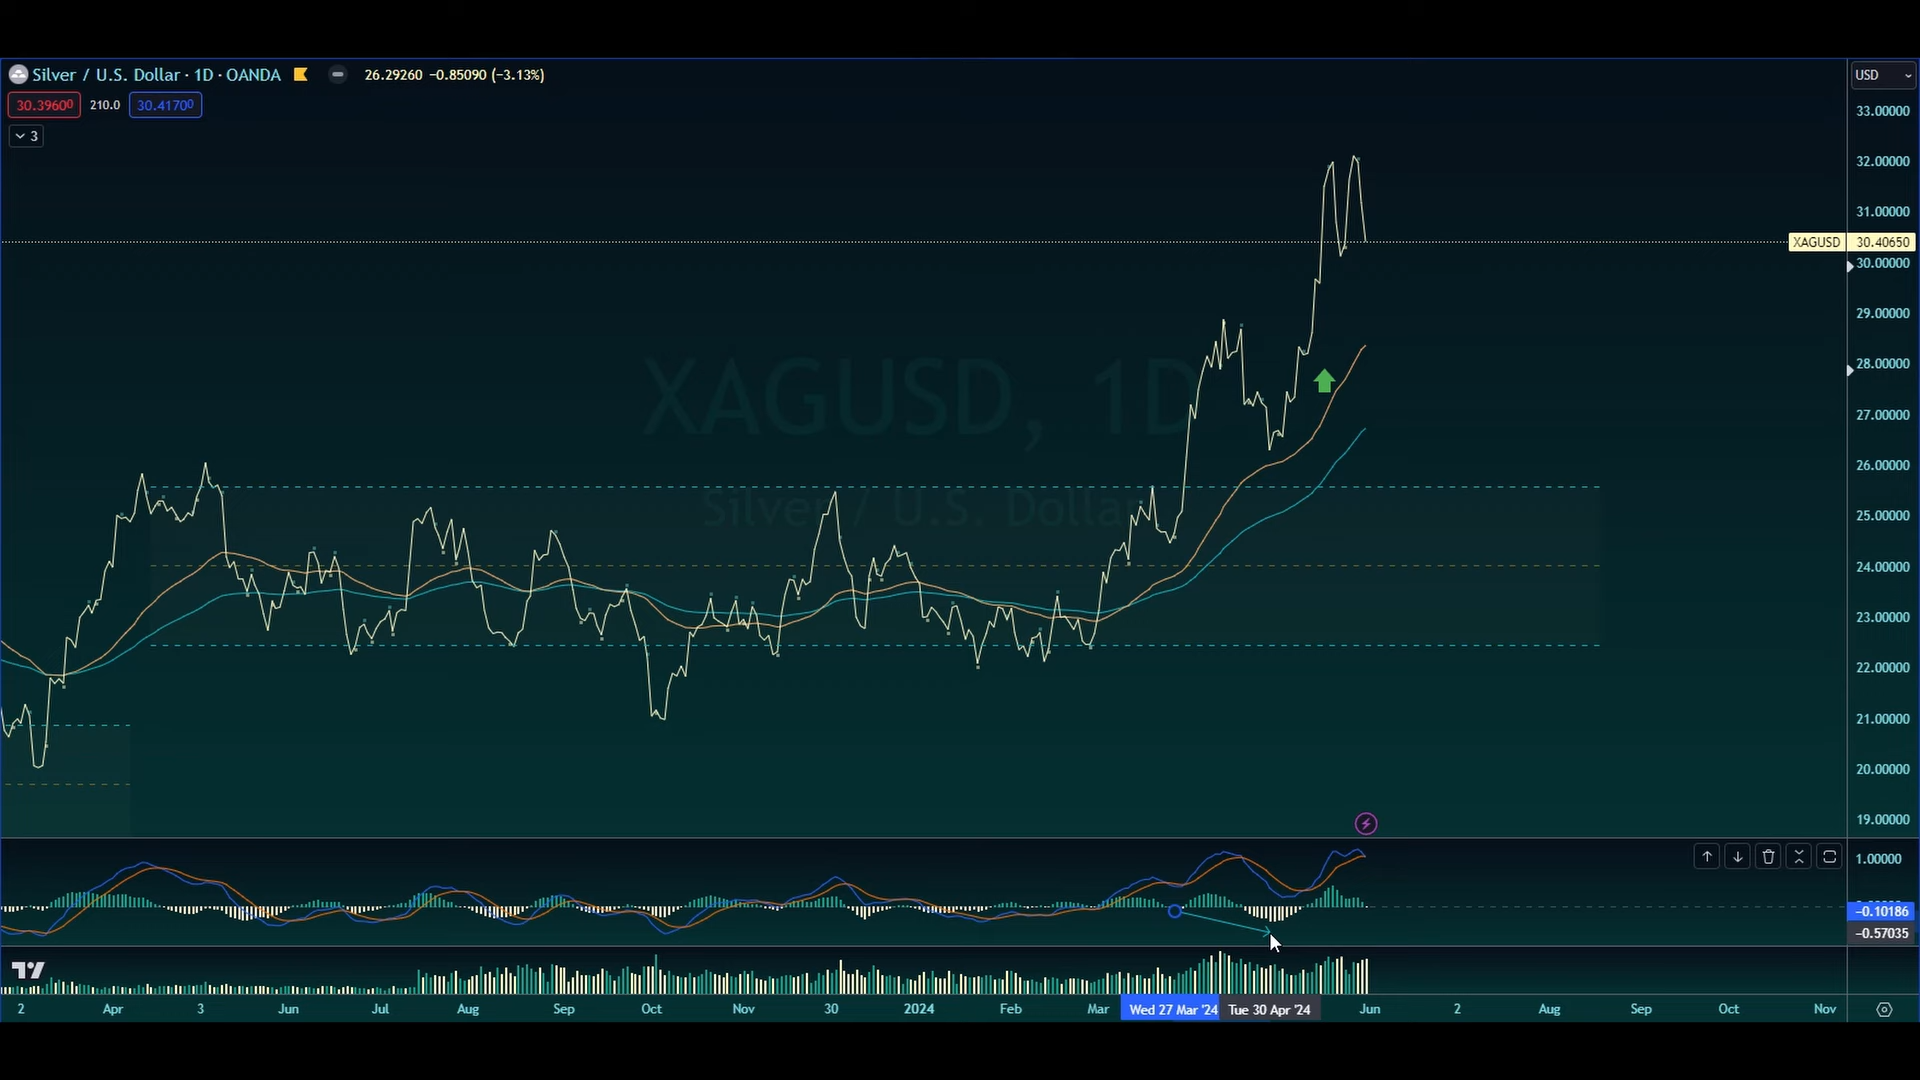 Silver / U.S. Dollar · 1D · OANDA 26.29260 −0.85090 (−3.13%)
USD
30.39600 210.0 30.41700
3
33.00000
32.00000
31.00000
XAGUSD 30.40650
30.00000
29.00000
28.00000
27.00000
26.00000
25.00000
24.00000
23.00000
22.00000
21.00000
20.00000
19.00000
XAGUSD, 1D
Silver / U.S. Dollar
1.00000
−0.10186
−0.57035
2 Apr 3 Jun Jul Aug Sep Oct Nov 30 2024 Feb Mar Wed 27 Mar '24 Tue 30 Apr '24 Jun 2 Aug Sep Oct Nov